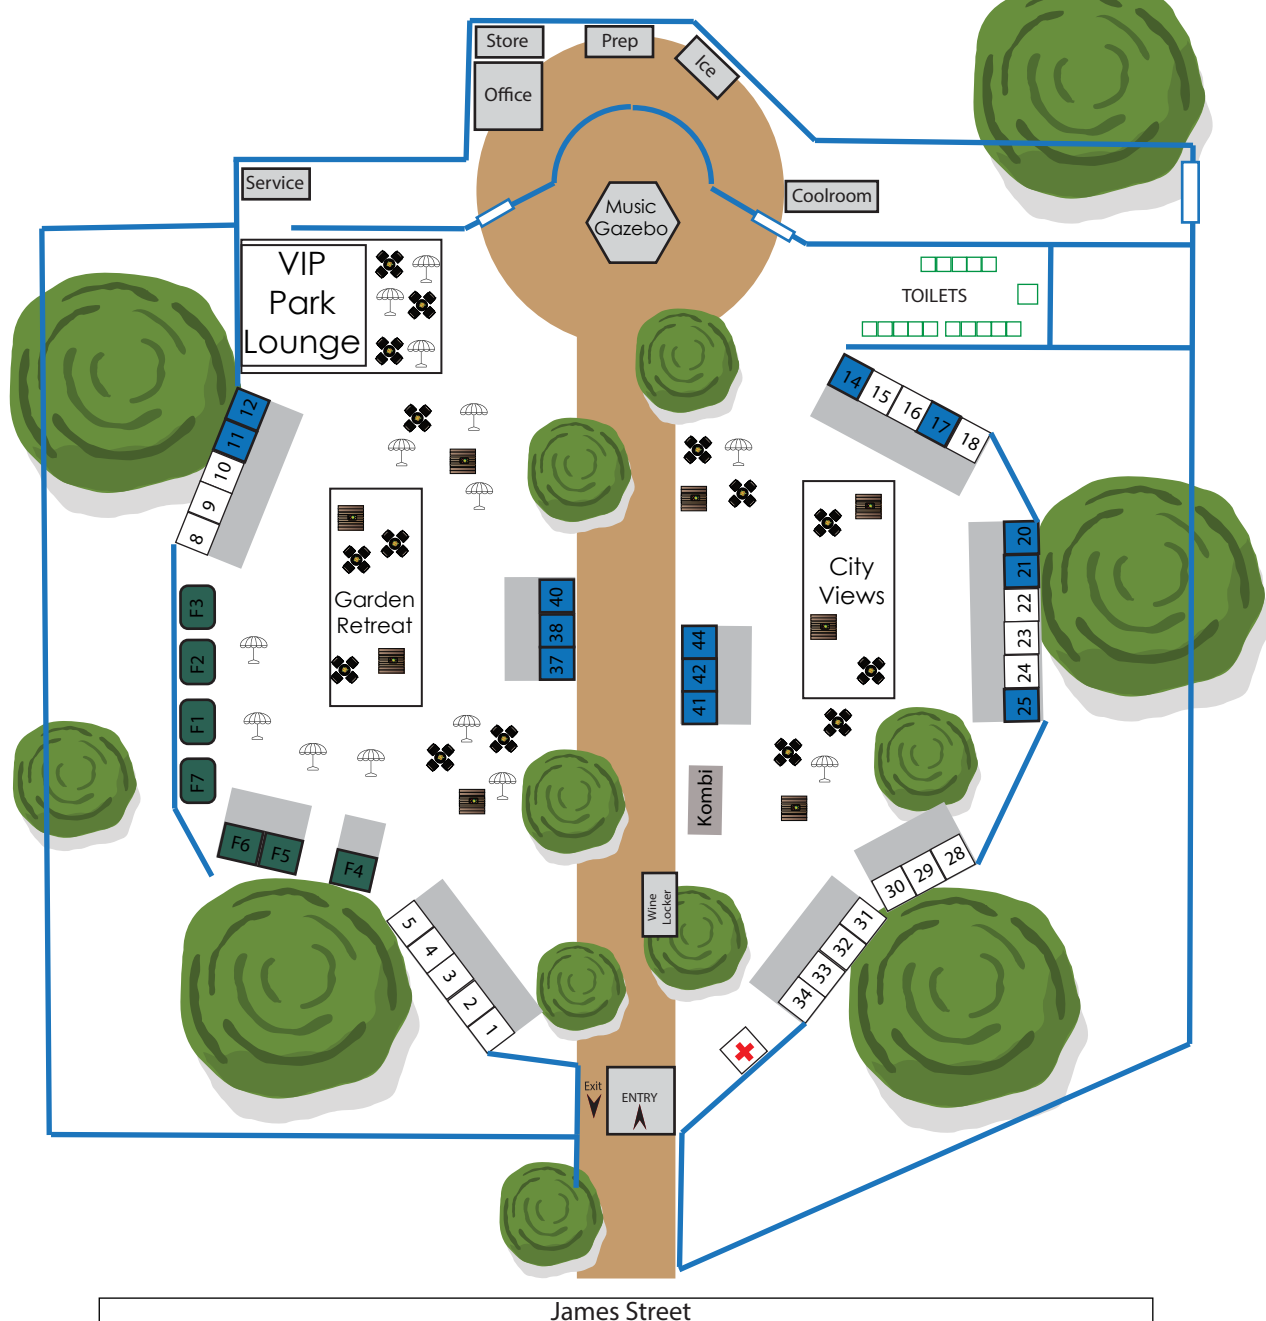 Store
Prep
Ice
Office
Service
Coolroom
Music
Gazebo
VIP
Park
Lounge
TOILETS
12
11
10
9
8
14
15
16
17
18
20
21
22
23
24
25
City
Views
Garden
Retreat
40
38
37
44
42
41
F3
F2
F1
F7
F6
F5
F4
Kombi
Wine
Locker
5
4
3
2
1
28
29
30
31
32
33
34
Exit
ENTRY
James Street